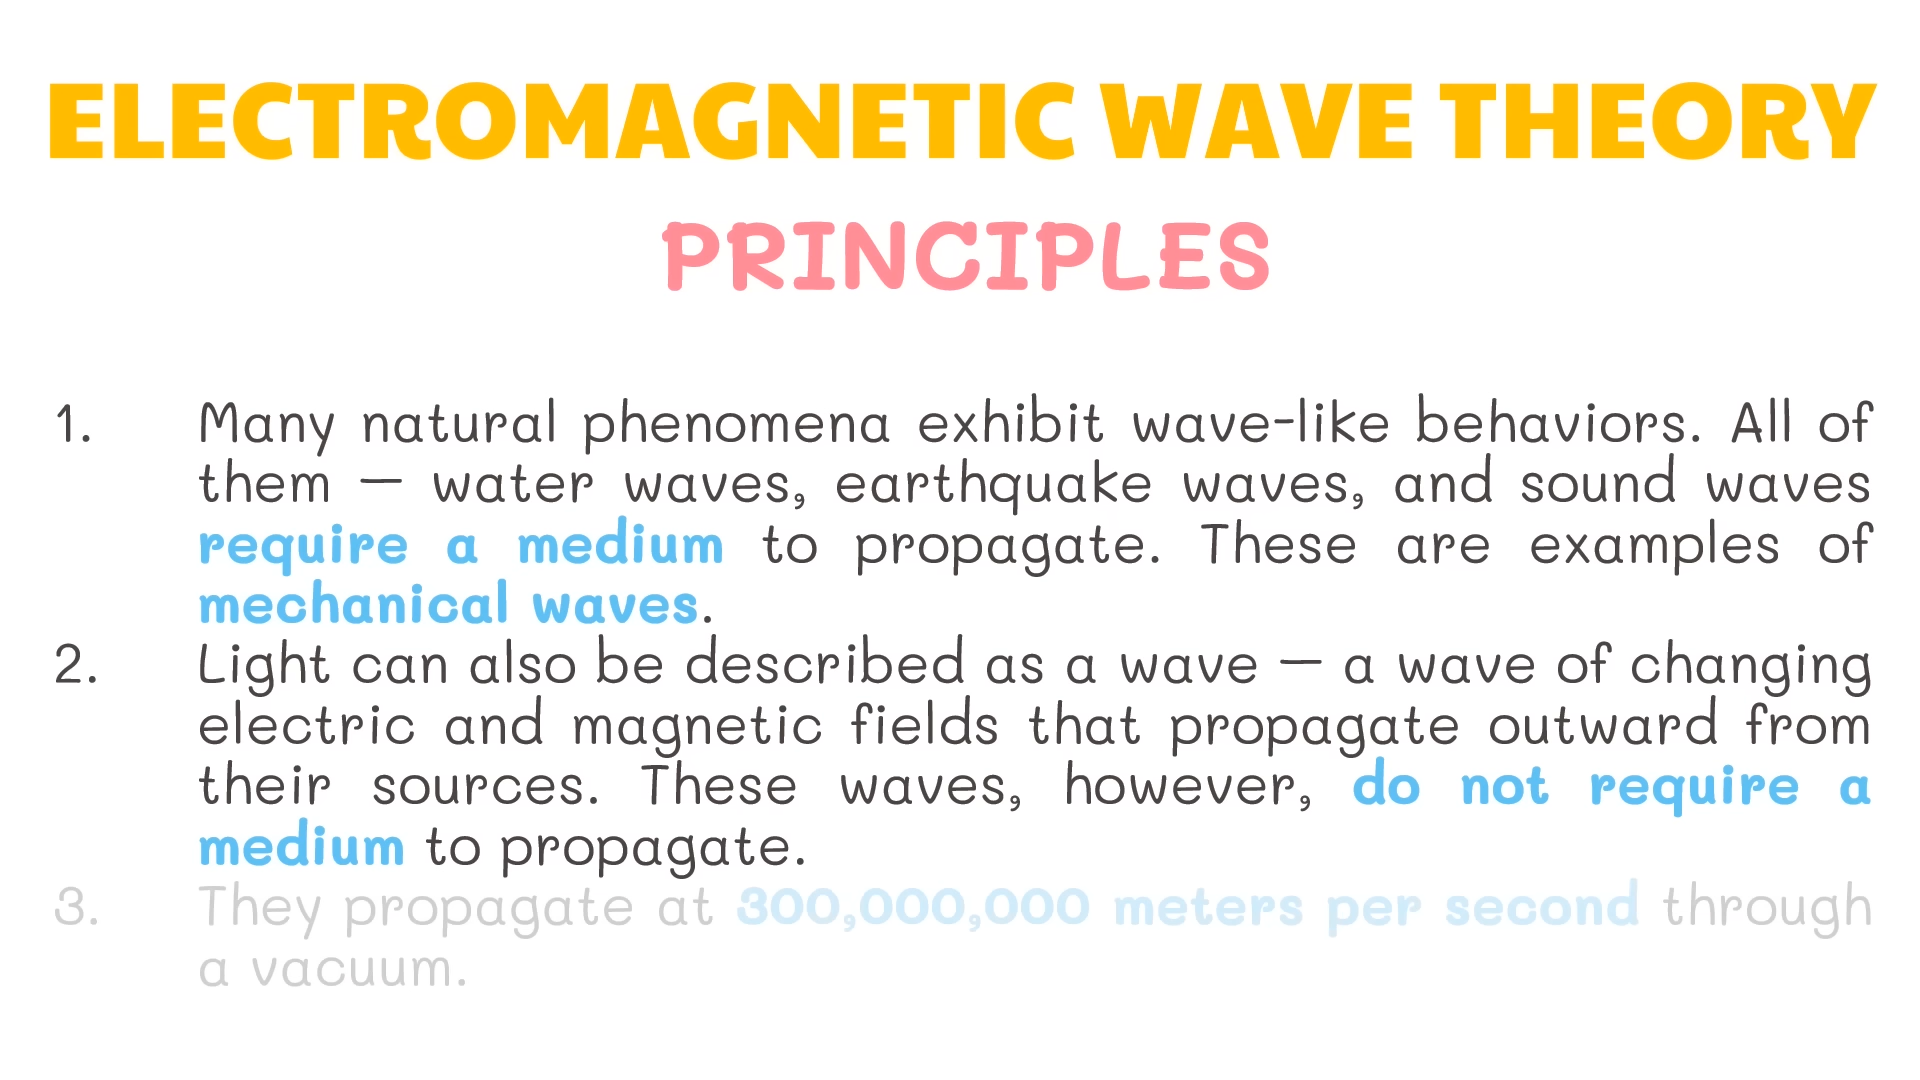 ELECTROMAGNETIC WAVE THEORY
PRINCIPLES
1. Many natural phenomena exhibit wave-like behaviors. All of
them — water waves, earthquake waves, and sound waves
require a medium to propagate. These are examples of
mechanical waves.
2. Light can also be described as a wave — a wave of changing
electric and magnetic fields that propagate outward from
their sources. These waves, however, do not require a
medium to propagate.
3. They propagate at 300,000,000 meters per second through
a vacuum.